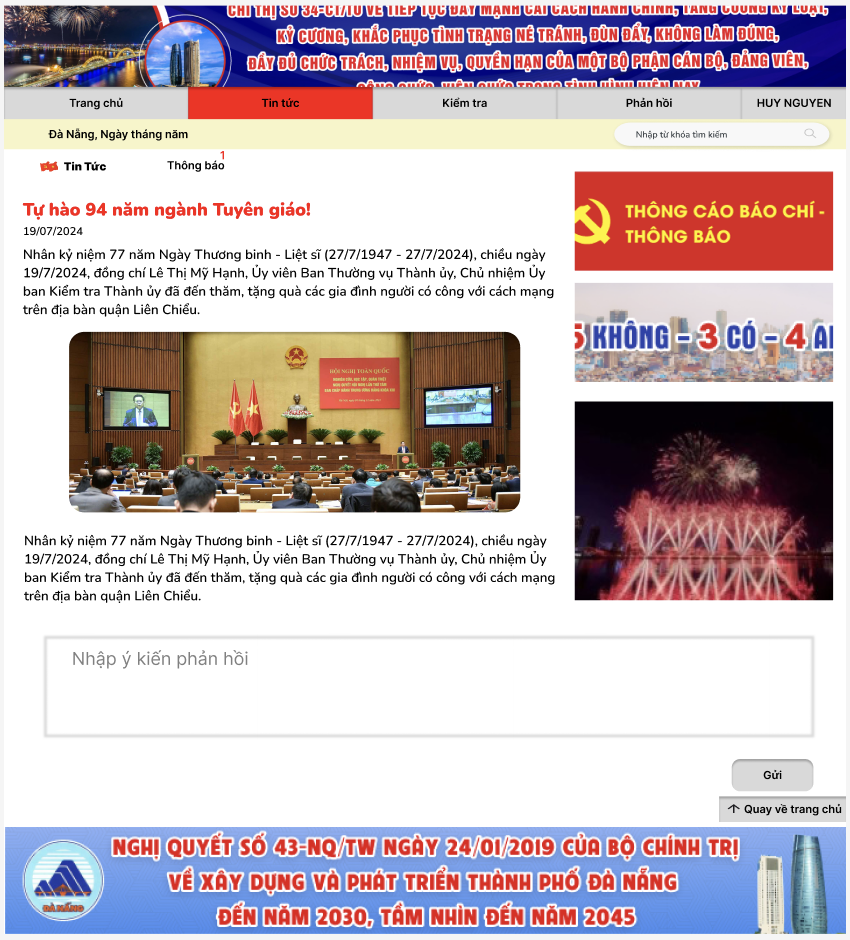 CHỈ THỊ SỐ 34-CT/TU VỀ TIẾP TỤC ĐẨY MẠNH CẢI CÁCH HÀNH CHÍNH, TĂNG CƯỜNG KỶ LUẬT,
KỶ CƯƠNG, KHẮC PHỤC TÌNH TRẠNG NÉ TRÁNH, ĐÙN ĐẨY, KHÔNG LÀM ĐÚNG,
ĐẦY ĐỦ CHỨC TRÁCH, NHIỆM VỤ, QUYỀN HẠN CỦA MỘT BỘ PHẬN CÁN BỘ, ĐẢNG VIÊN,
CÔNG CHỨC, VIÊN CHỨC TRONG TÌNH HÌNH HIỆN NAY
Trang chủ
Tin tức
Kiểm tra
Phản hồi
HUY NGUYEN
Đà Nẵng, Ngày tháng năm
Nhập từ khóa tìm kiếm
Tin Tức
Thông báo
1
Tự hào 94 năm ngành Tuyên giáo!
19/07/2024
Nhân kỷ niệm 77 năm Ngày Thương binh - Liệt sĩ (27/7/1947 - 27/7/2024), chiều ngày
19/7/2024, đồng chí Lê Thị Mỹ Hạnh, Ủy viên Ban Thường vụ Thành ủy, Chủ nhiệm Ủy
ban Kiểm tra Thành ủy đã đến thăm, tặng quà các gia đình người có công với cách mạng
trên địa bàn quận Liên Chiểu.
HỘI NGHỊ TOÀN QUỐC
Nhân kỷ niệm 77 năm Ngày Thương binh - Liệt sĩ (27/7/1947 - 27/7/2024), chiều ngày
19/7/2024, đồng chí Lê Thị Mỹ Hạnh, Ủy viên Ban Thường vụ Thành ủy, Chủ nhiệm Ủy
ban Kiểm tra Thành ủy đã đến thăm, tặng quà các gia đình người có công với cách mạng
trên địa bàn quận Liên Chiểu.
THÔNG CÁO BÁO CHÍ -
THÔNG BÁO
5 KHÔNG – 3 CÓ – 4 A
Nhập ý kiến phản hồi
Gửi
Quay về trang chủ
ĐÀ NẴNG
NGHỊ QUYẾT SỐ 43-NQ/TW NGÀY 24/01/2019 CỦA BỘ CHÍNH TRỊ
VỀ XÂY DỰNG VÀ PHÁT TRIỂN THÀNH PHỐ ĐÀ NẴNG
ĐẾN NĂM 2030, TẦM NHÌN ĐẾN NĂM 2045